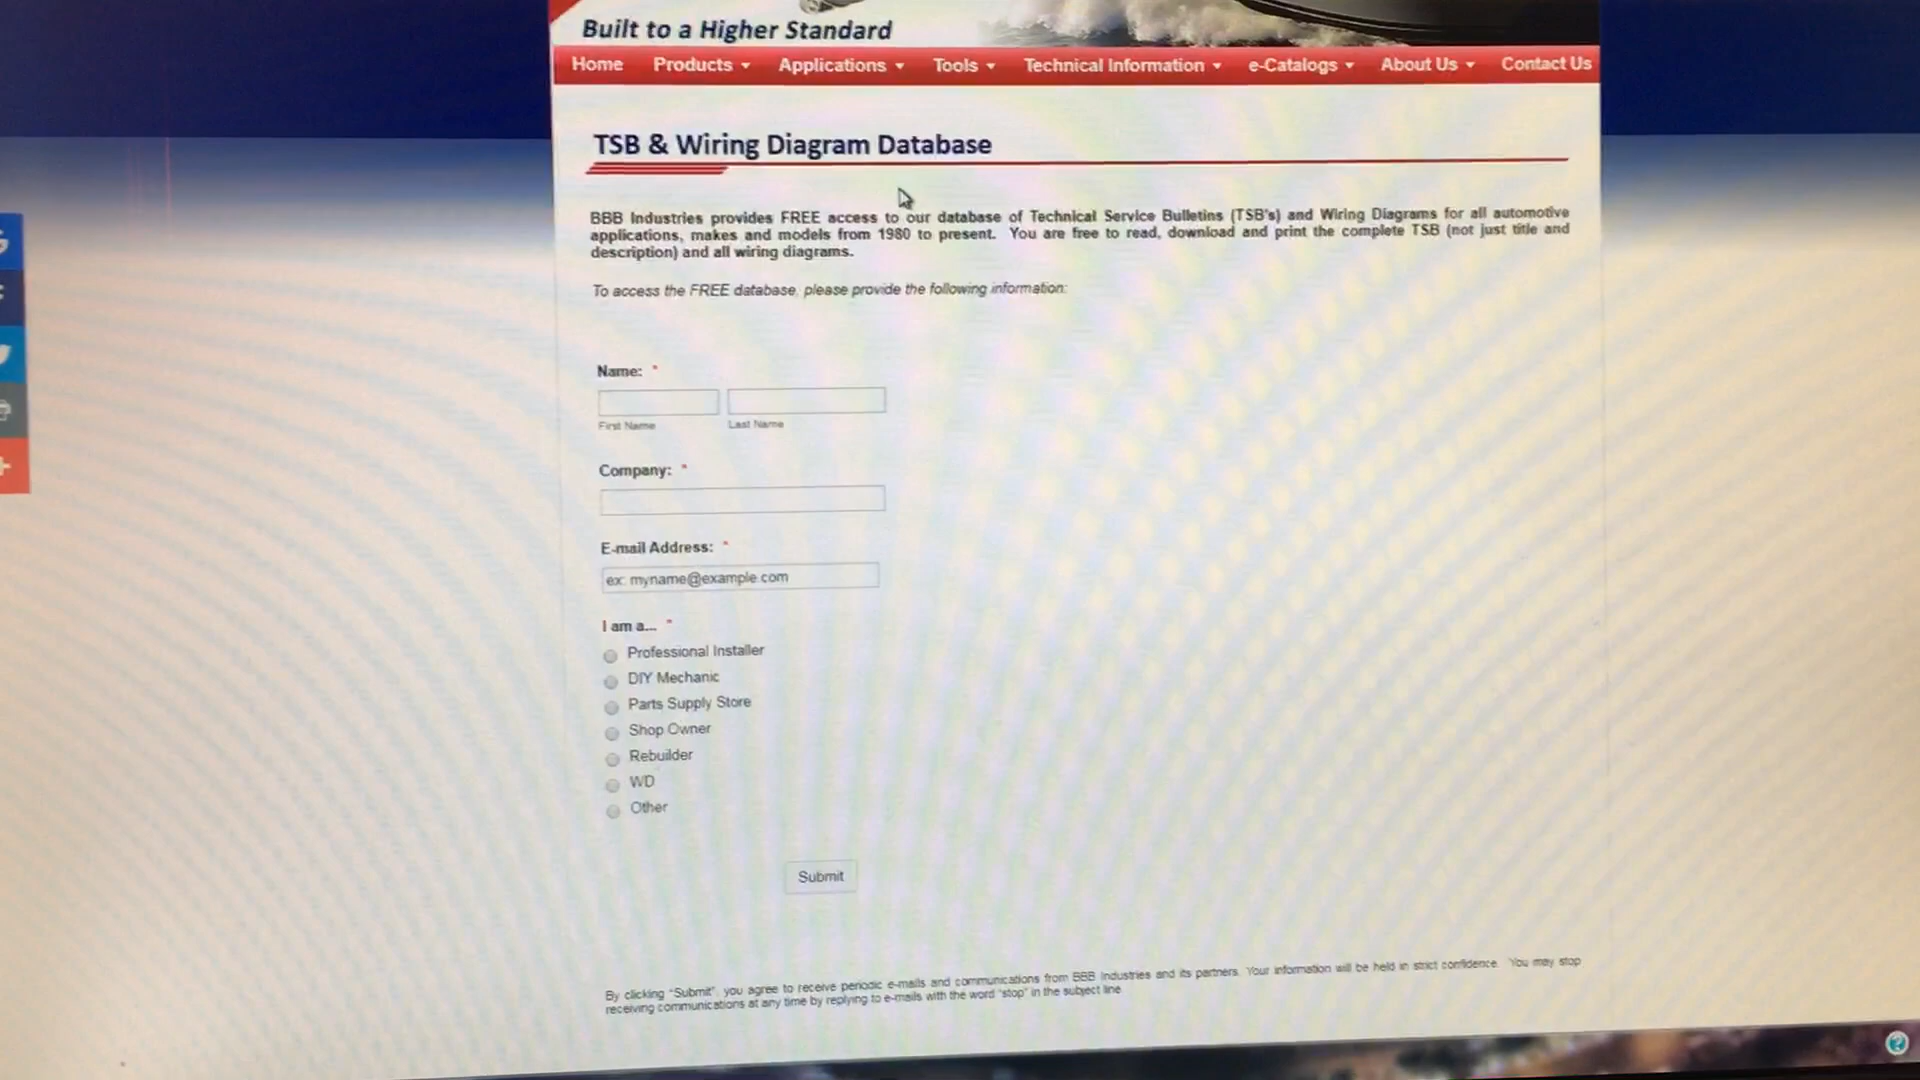 Built to a Higher Standard
Home Products Applications Tools Technical Information e-Catalogs About Us Contact Us
TSB & Wiring Diagram Database
BBB Industries provides FREE access to our database of Technical Service Bulletins (TSB's) and Wiring Diagrams for all automotive
applications, makes and models from 1980 to present. You are free to read, download and print the complete TSB (not just title and
description) and all wiring diagrams.
To access the FREE database, please provide the following information:
Name: *
First Name Last Name
Company: *
E-mail Address: *
ex: myname@example.com
I am a... *
Professional Installer
DIY Mechanic
Parts Supply Store
Shop Owner
Rebuilder
WD
Other
Submit
By clicking "Submit", you agree to receive periodic e-mails and communications from BBB Industries and its partners. Your information will be held in strict confidence. You may stop
receiving communications at any time by replying to e-mails with the word "stop" in the subject line.